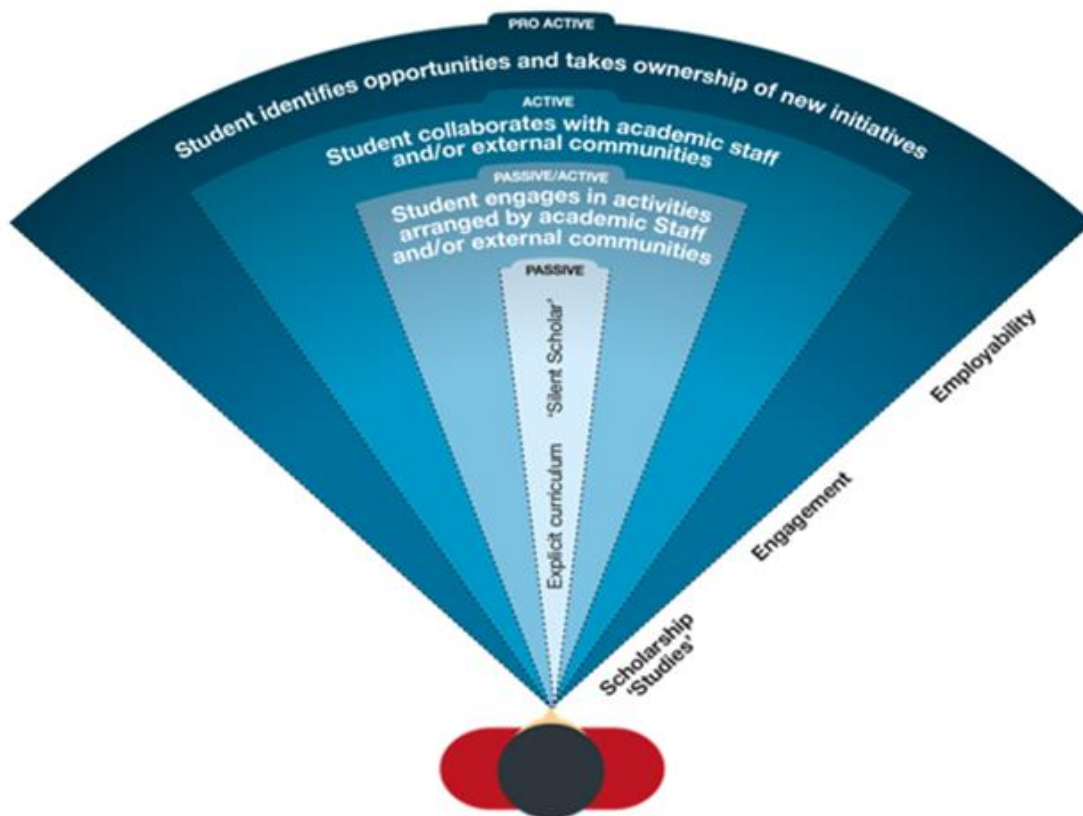 PRO ACTIVE
Student identifies opportunities and takes ownership of new initiatives
ACTIVE
Student collaborates with academic staff
and/or external communities
PASSIVE/ACTIVE
Student engages in activities
arranged by academic Staff
and/or external communities
PASSIVE
Explicit curriculum 'Silent Scholar'
Employability
Engagement
Scholarship
'Studies'